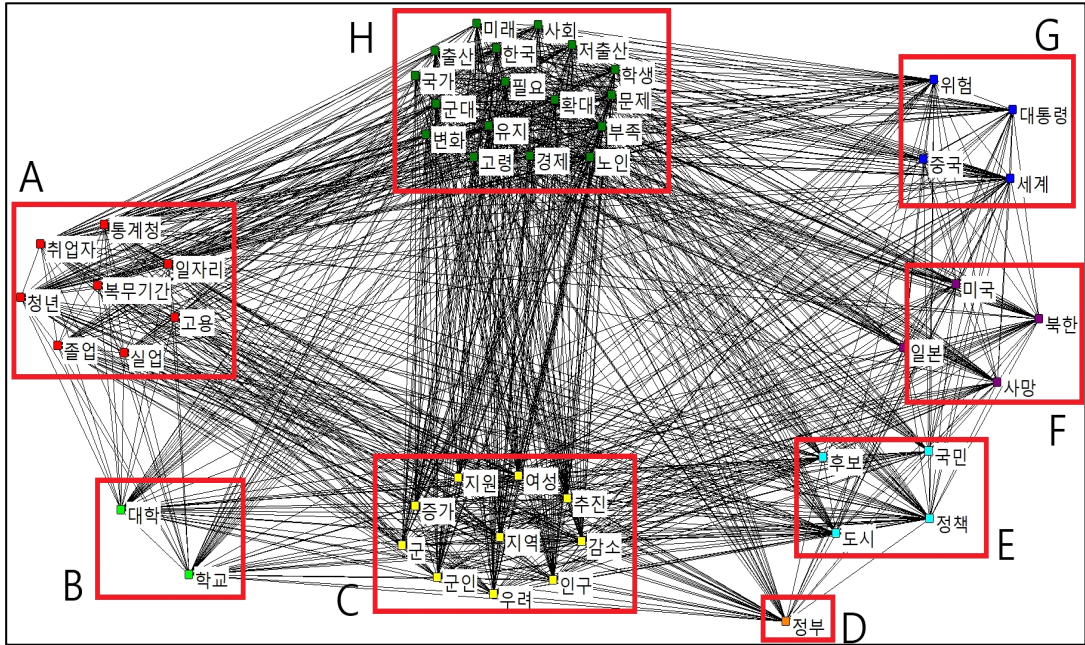 H
미래
사회
출산
한국
저출산
국가
필요
학생
군대
확대
문제
변화
유지
부족
고령
경제
노인
G
위험
대통령
중국
세계
A
통계청
취업자
일자리
청년
복무기간
고용
졸업
실업
미국
북한
일본
사망
F
B
대학
학교
C
지원
여성
증가
추진
군
지역
감소
군인
우려
인구
후보
국민
정책
도시
E
정부
D